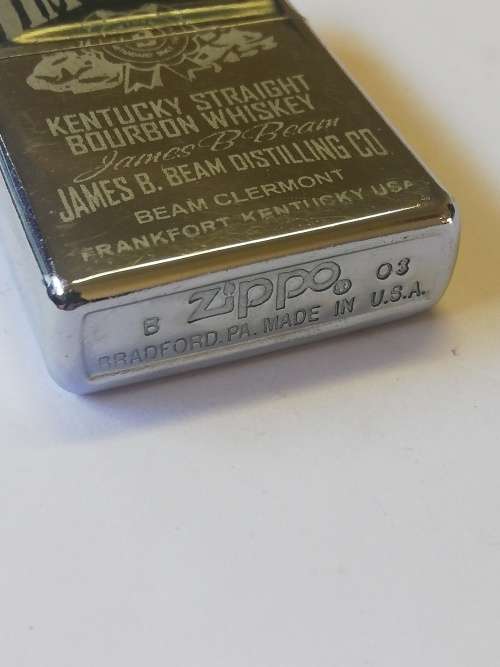 KENTUCKY STRAIGHT
BOURBON WHISKEY
James B Beam
JAMES B. BEAM DISTILLING CO.
BEAM CLERMONT
FRANKFORT KENTUCKY USA
B ZIPPO ® 03
BRADFORD.PA. MADE IN U.S.A.